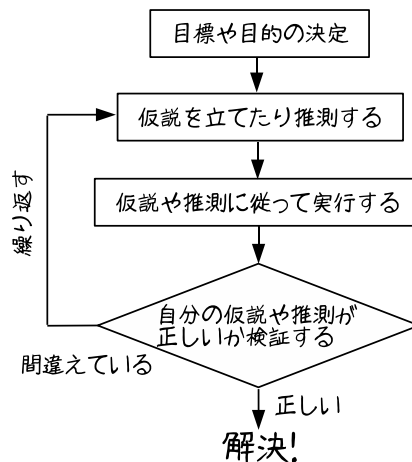 目標や目的の決定
仮説を立てたり推測する
仮説や推測に従って実行する
繰り返す
自分の仮説や推測が
正しいか検証する
間違えている
正しい
解決!